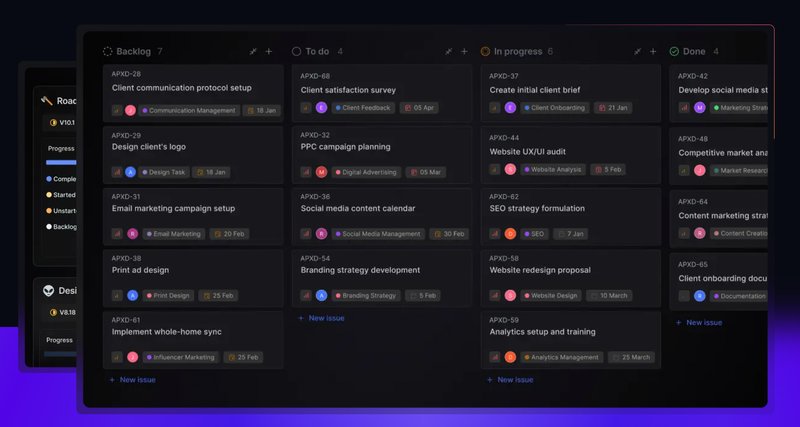 Road
V10.1
Progress
Comple
Started
Unstarte
Backlog
Desi
V8.18
Progress
Backlog 7
APXD-28
Client communication protocol setup
J Communication Management 18 Jan
APXD-29
Design client's logo
A Design Task 18 Jan
APXD-31
Email marketing campaign setup
R Email Marketing 20 Feb
APXD-38
Print ad design
A Print Design 25 Feb
APXD-61
Implement whole-home sync
J Influencer Marketing 25 Feb
+ New issue
To do 4
APXD-68
Client satisfaction survey
E Client Feedback 05 Apr
APXD-32
PPC campaign planning
M Digital Advertising 05 Mar
APXD-36
Social media content calendar
R Social Media Management 30 Feb
APXD-54
Branding strategy development
A Branding Strategy 5 Feb
+ New issue
In progress 6
APXD-37
Create initial client brief
E Client Onboarding 21 Jan
APXD-44
Website UX/UI audit
S Website Analysis 5 Feb
APXD-62
SEO strategy formulation
D SEO 7 Jan
APXD-58
Website redesign proposal
S Website Design 10 March
APXD-59
Analytics setup and training
D Analytics Management 25 March
+ New issue
Done 4
APXD-42
Develop social media st
M Marketing Strate
APXD-49
Competitive market ana
J Market Research
APXD-64
Content marketing strat
R Content Creatio
APXD-65
Client onboarding docu
R Documentation
+ New issue